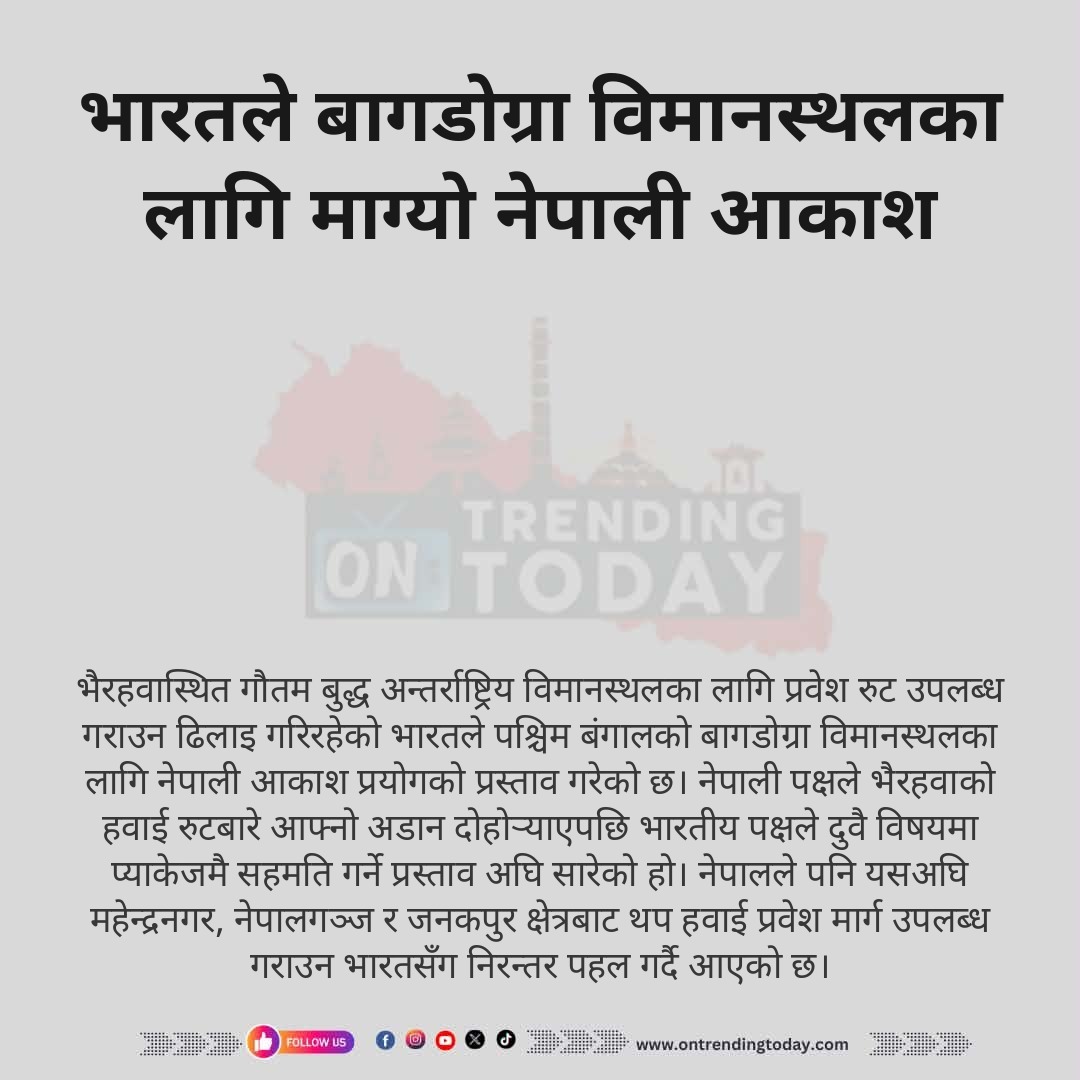 भारतले बागडोग्रा विमानस्थलका
लागि माग्यो नेपाली आकाश
TRENDING
ON TODAY
भैरहवास्थित गौतम बुद्ध अन्तर्राष्ट्रिय विमानस्थलका लागि प्रवेश रुट उपलब्ध
गराउन ढिलाइ गरिरहेको भारतले पश्चिम बंगालको बागडोग्रा विमानस्थलका
लागि नेपाली आकाश प्रयोगको प्रस्ताव गरेको छ। नेपाली पक्षले भैरहवाको
हवाई रुटबारे आफ्नो अडान दोहोऱ्याएपछि भारतीय पक्षले दुवै विषयमा
प्याकेजमै सहमति गर्ने प्रस्ताव अघि सारेको हो। नेपालले पनि यसअघि
महेन्द्रनगर, नेपालगञ्ज र जनकपुर क्षेत्रबाट थप हवाई प्रवेश मार्ग उपलब्ध
गराउन भारतसँग निरन्तर पहल गर्दै आएको छ।
FOLLOW US www.ontrendingtoday.com